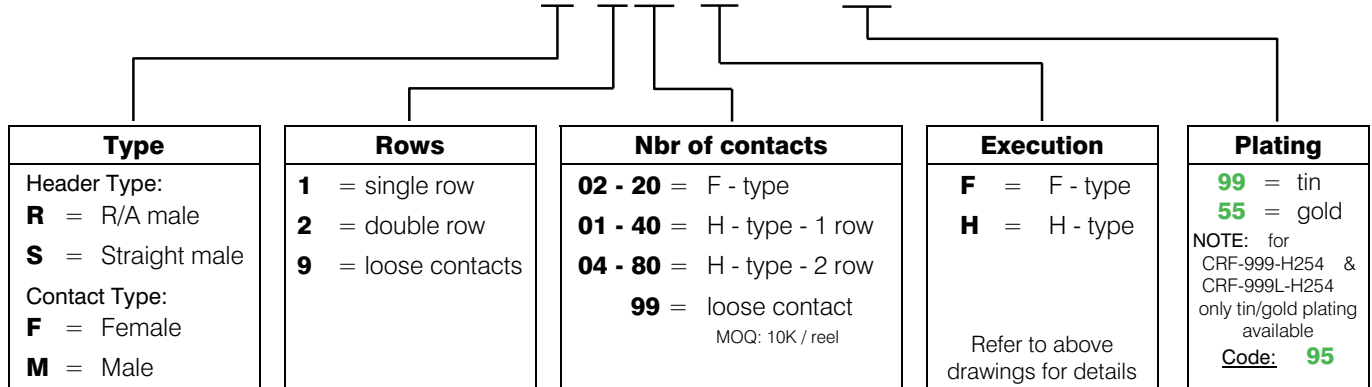 Type
Header Type:
R = R/A male
S = Straight male
Contact Type:
F = Female
M = Male
Rows
1 = single row
2 = double row
9 = loose contacts
Nbr of contacts
02 - 20 = F - type
01 - 40 = H - type - 1 row
04 - 80 = H - type - 2 row
99 = loose contact
MOQ: 10K / reel
Execution
F = F - type
H = H - type
Refer to above
drawings for details
Plating
99 = tin
55 = gold
NOTE: for
CRF-999-H254 &
CRF-999L-H254
only tin/gold plating
available
Code: 95